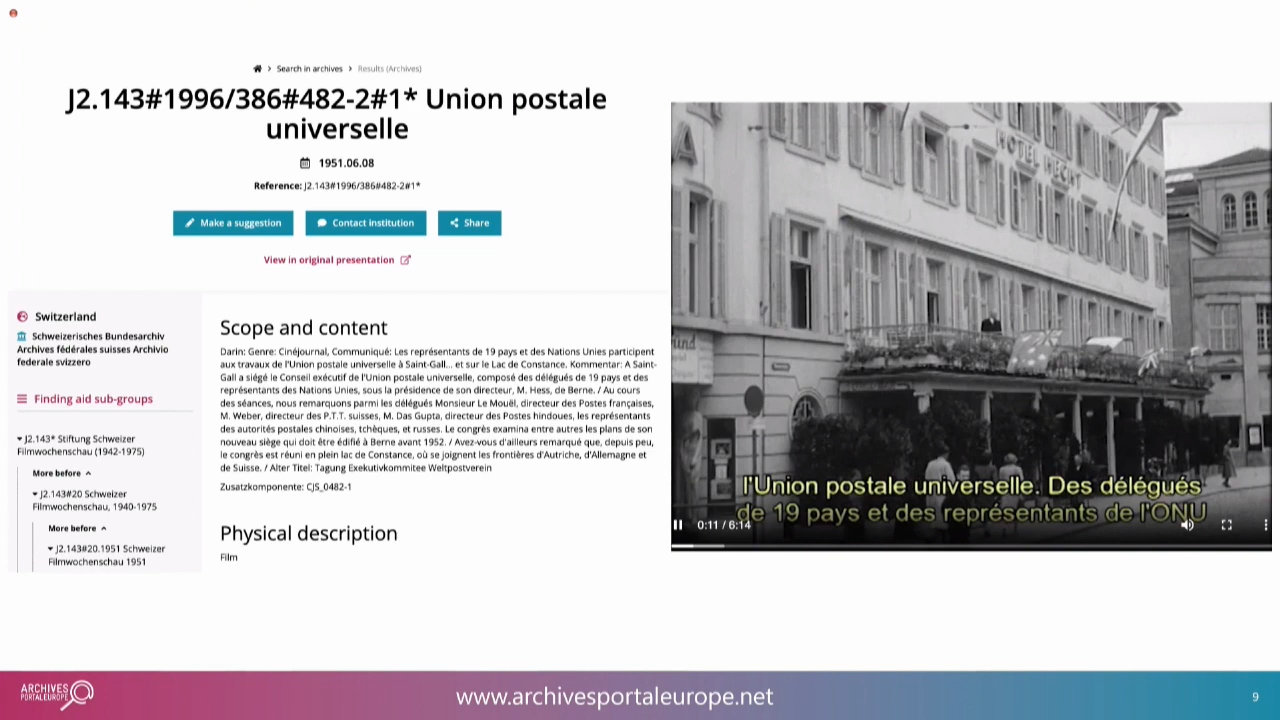 Search in archives > Results (Archives)
J2.143#1996/386#482-2#1* Union postale
universelle
1951.06.08
Reference: J2.143#1996/386#482-2#1*
Make a suggestion
Contact institution
Share
View in original presentation
Switzerland
Schweizerisches Bundesarchiv
Archives fédérales suisses Archivio
federale svizzero
Finding aid sub-groups
J2.143* Stiftung Schweizer
Filmwochenschau (1942-1975)
More before
J2.143#20 Schweizer
Filmwochenschau, 1940-1975
More before
J2.143#20.1951 Schweizer
Filmwochenschau 1951
Scope and content
Darin: Genre: Cinéjournal, Communiqué: Les représentants de 19 pays et des Nations Unies participent
aux travaux de l'Union postale universelle à Saint-Gall... et sur le Lac de Constance. Kommentar: A Saint-
Gall a siégé le Conseil exécutif de l'Union postale universelle, composé des délégués de 19 pays et des
représentants des Nations Unies, sous la présidence de son directeur, M. Hess, de Berne. / Au cours
des séances, nous remarquons parmi les délégués Monsieur Le Mouël, directeur des Postes françaises,
M. Weber, directeur des P.T.T. suisses, M. Das Gupta, directeur des Postes hindoues, les représentants
des autorités postales chinoises, tchèques, et russes. Le congrès examina entre autres les plans de son
nouveau siège qui doit être édifié à Berne avant 1952. / Avez-vous d'ailleurs remarqué que, depuis peu,
le congrès est réuni en plein lac de Constance, où se joignent les frontières d'Autriche, d'Allemagne et
de Suisse. / Alter Titel: Tagung Exekutivkommitee Weltpostverein
Zusatzkomponente: CJS_0482-1
Physical description
Film
HOTEL HECHT
l'Union postale universelle. Des délégués
de 19 pays et des représentants de l'ONU
0:11 / 6:14
ARCHIVES
PORTALEUROPE
www.archivesportaleurope.net
9